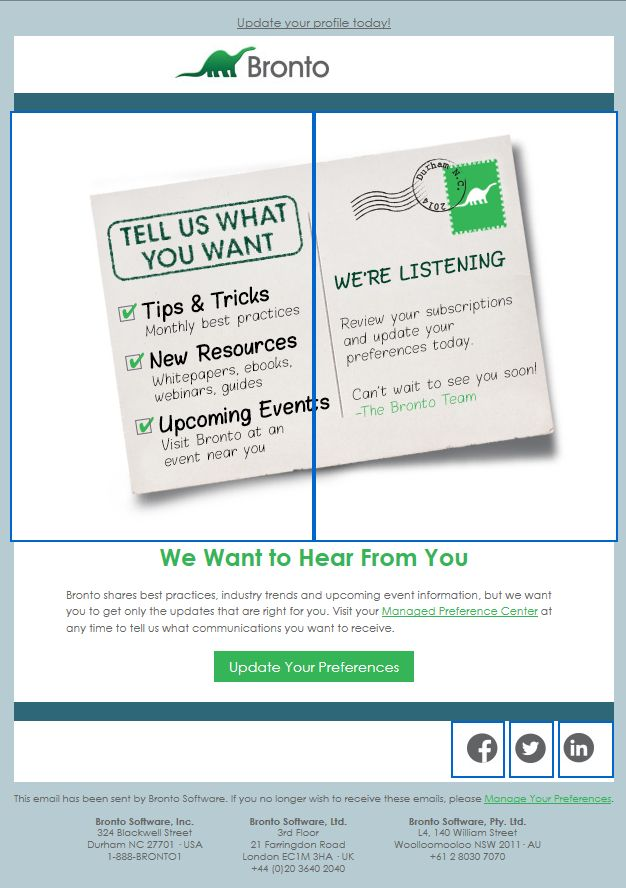 Update your profile today!
Bronto
TELL US WHAT
YOU WANT
Tips & Tricks
Monthly best practices
New Resources
Whitepapers, ebooks,
webinars, guides
Upcoming Events
Visit Bronto at an
event near you
Durham N.C.
2014
WE'RE LISTENING
Review your subscriptions
and update your
preferences today.
Can't wait to see you soon!
-The Bronto Team
We Want to Hear From You
Bronto shares best practices, industry trends and upcoming event information, but we want
you to get only the updates that are right for you. Visit your Managed Preference Center at
any time to tell us what communications you want to receive.
Update Your Preferences
f
in
This email has been sent by Bronto Software. If you no longer wish to receive these emails, please Manage Your Preferences.
Bronto Software, Inc.
324 Blackwell Street
Durham NC 27701 · USA
1-888-BRONTO1
Bronto Software, Ltd.
3rd Floor
21 Farringdon Road
London EC1M 3HA · UK
+44 (0)20 3640 2040
Bronto Software, Pty. Ltd.
L4, 140 William Street
Woolloomooloo NSW 2011 · AU
+61 2 8030 7070